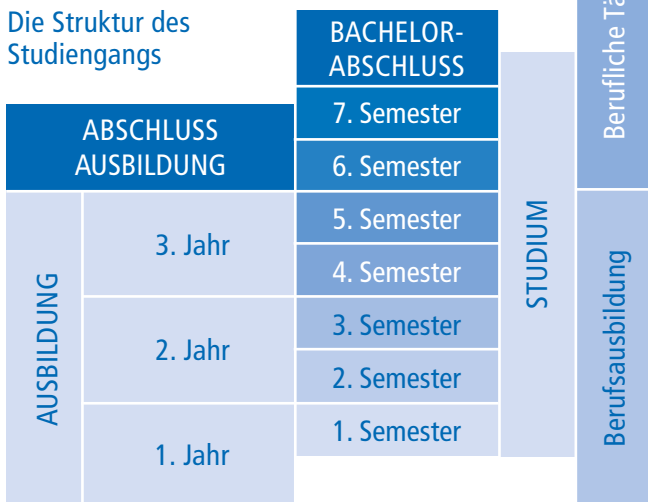 Die Struktur des
Studiengangs
BACHELOR-
ABSCHLUSS
7. Semester
ABSCHLUSS
AUSBILDUNG
6. Semester
5. Semester
3. Jahr
4. Semester
3. Semester
2. Jahr
2. Semester
1. Semester
1. Jahr
AUSBILDUNG
STUDIUM
Berufliche
Berufsausbildung